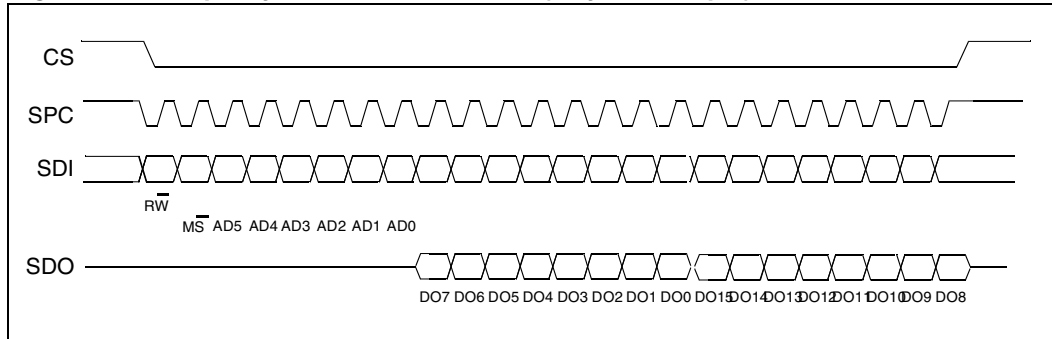 CS
SPC
SDI
RW
MS AD5 AD4 AD3 AD2 AD1 AD0
SDO
DO7 DO6 DO5 DO4 DO3 DO2 DO1 DO0 DO15 DO14 DO13 DO12 DO11 DO10 DO9 DO8